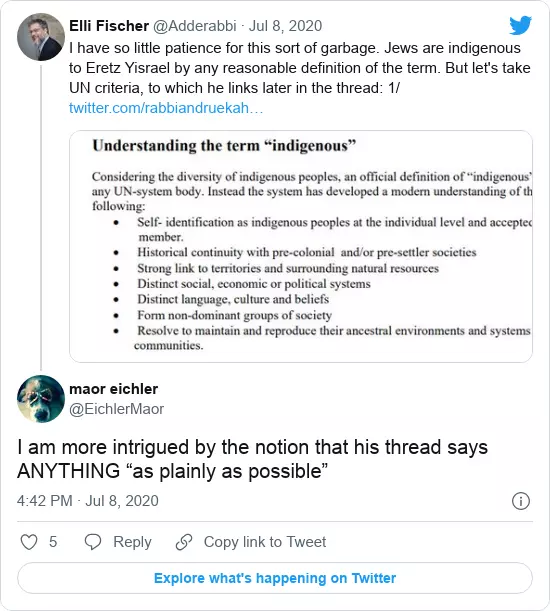 Elli Fischer @Adderabbi · Jul 8, 2020
I have so little patience for this sort of garbage. Jews are indigenous
to Eretz Yisrael by any reasonable definition of the term. But let's take
UN criteria, to which he links later in the thread: 1/
twitter.com/rabbiandruekah…
Understanding the term “indigenous”
Considering the diversity of indigenous peoples, an official definition of “indigenous”
any UN-system body. Instead the system has developed a modern understanding of th
following:
• Self- identification as indigenous peoples at the individual level and accepted
member.
• Historical continuity with pre-colonial and/or pre-settler societies
• Strong link to territories and surrounding natural resources
• Distinct social, economic or political systems
• Distinct language, culture and beliefs
• Form non-dominant groups of society
• Resolve to maintain and reproduce their ancestral environments and systems
communities.
maor eichler
@EichlerMaor
I am more intrigued by the notion that his thread says
ANYTHING “as plainly as possible”
4:42 PM · Jul 8, 2020
5 Reply Copy link to Tweet
Explore what's happening on Twitter